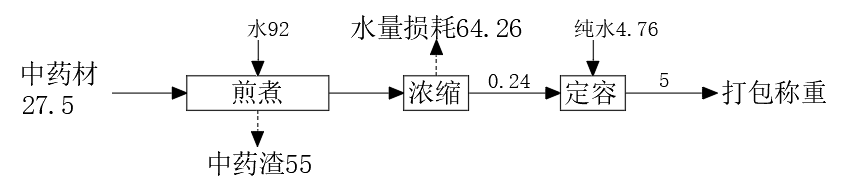 水92
水量损耗64.26
纯水4.76
中药材
27.5
煎煮
浓缩
0.24
定容
5
打包称重
中药渣55